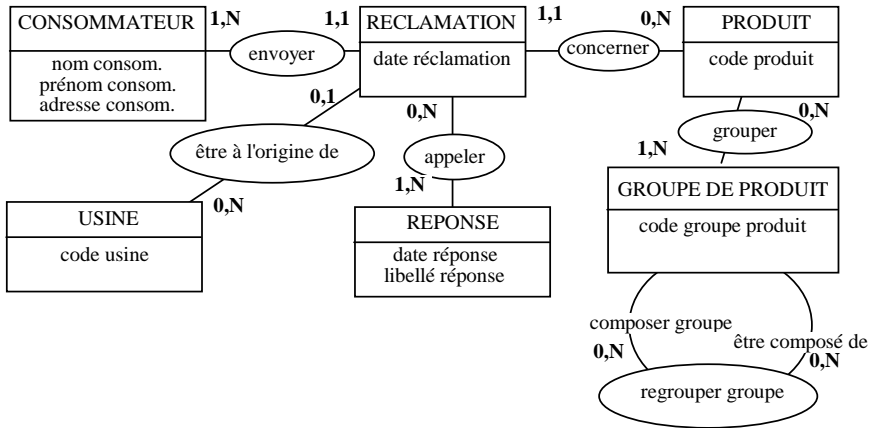 CONSOMMATEUR
nom consom.
prénom consom.
adresse consom.
1,N
envoyer
1,1
RECLAMATION
date réclamation
1,1
concerner
0,N
PRODUIT
code produit
0,1
être à l'origine de
0,N
0,N
appeler
1,N
0,N
grouper
1,N
USINE
code usine
REPONSE
date réponse
libellé réponse
GROUPE DE PRODUIT
code groupe produit
composer groupe
0,N
être composé de
0,N
regrouper groupe